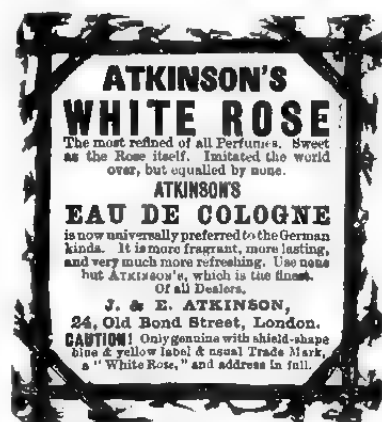 ATKINSON'S
WHITE ROSE
The most refined of all Perfumes. Sweet
as the Rose itself. Imitated the world
over, but equalled by none.
ATKINSON'S
EAU DE COLOGNE
is now universally preferred to the German
kinds. It is more fragrant, more lasting,
and very much more refreshing. Use none
but ATKINSON'S, which is the finest.
Of all Dealers.
J. & E. ATKINSON,
24, Old Bond Street, London.
CAUTION! Only genuine with shield-shape
blue & yellow label & usual Trade Mark,
a "White Rose," and address in full.